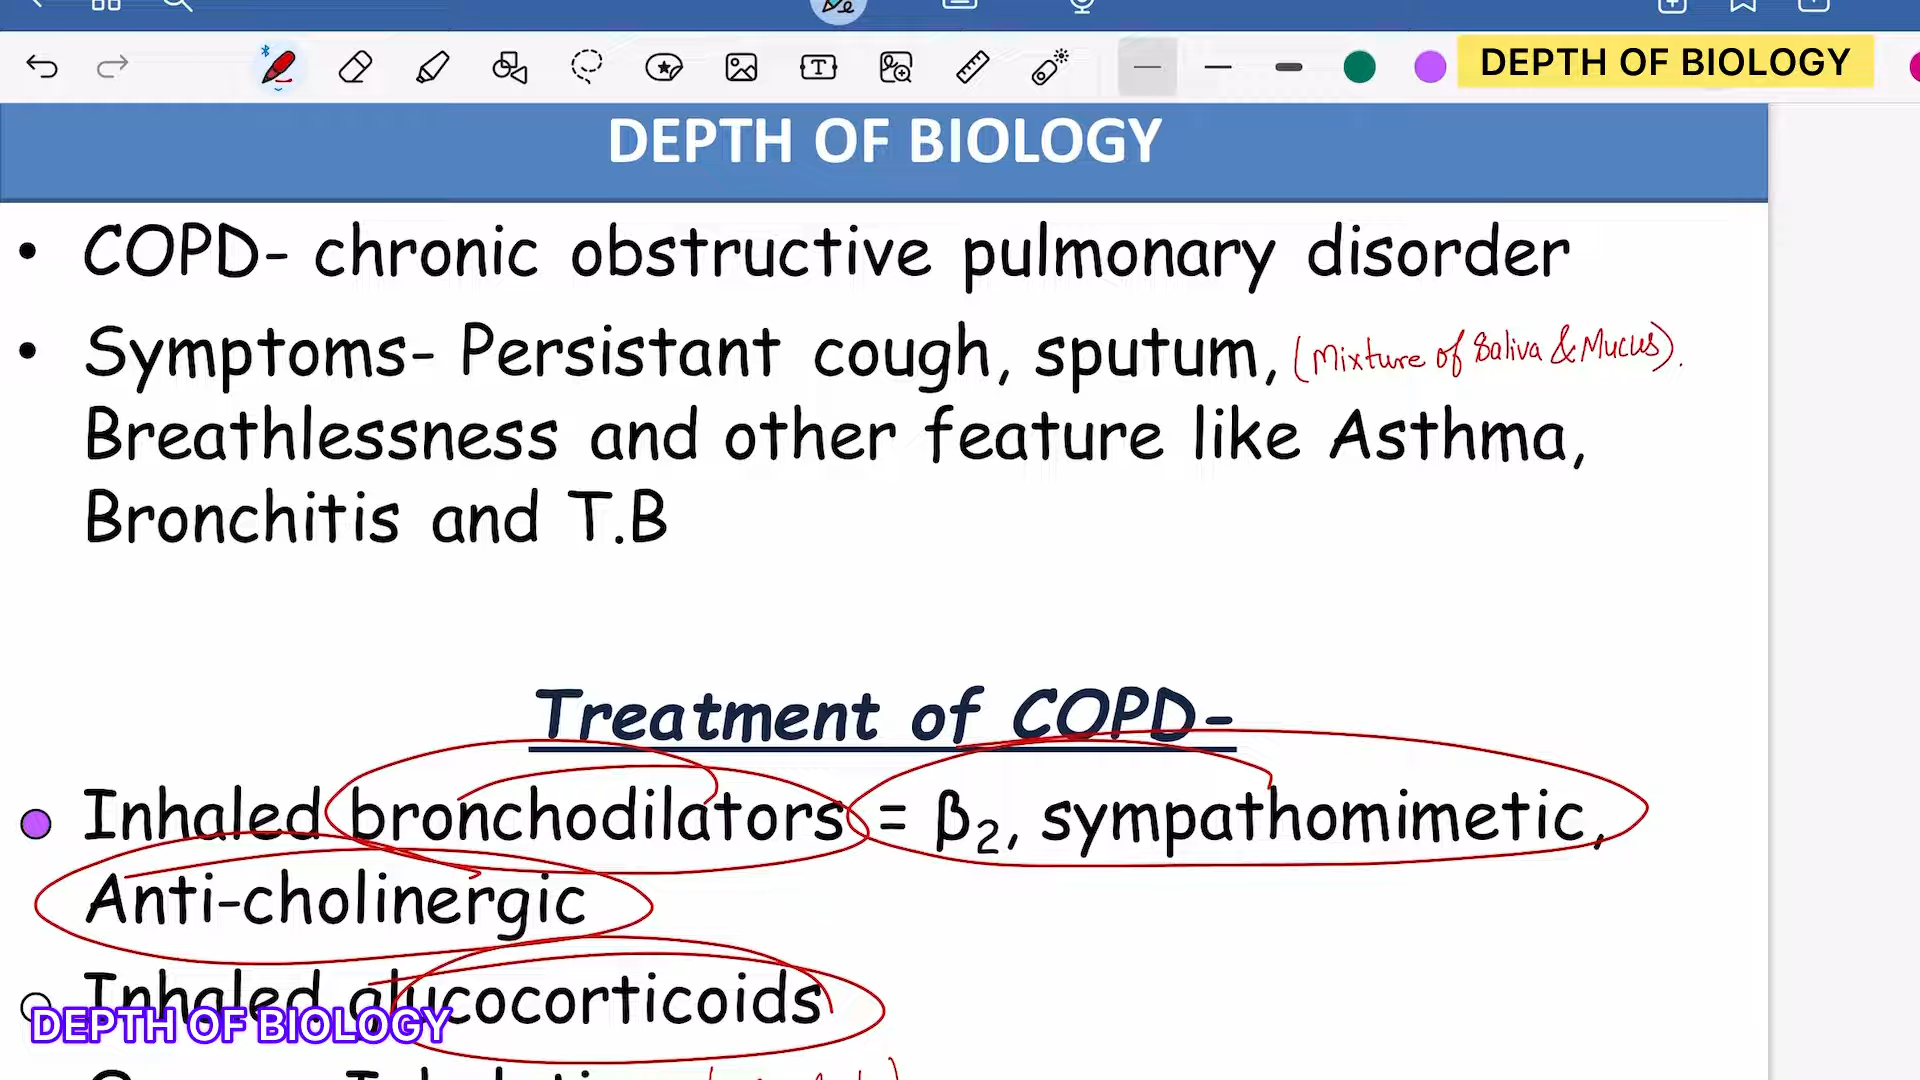 DEPTH OF BIOLOGY
DEPTH OF BIOLOGY
• COPD- chronic obstructive pulmonary disorder
• Symptoms- Persistant cough, sputum, (Mixture of Saliva & Mucus).
Breathlessness and other feature like Asthma,
Bronchitis and T.B
Treatment of COPD-
Inhaled bronchodilators = β₂, sympathomimetic,
Anti-cholinergic
Inhaled glucocorticoids
DEPTH OF BIOLOGY